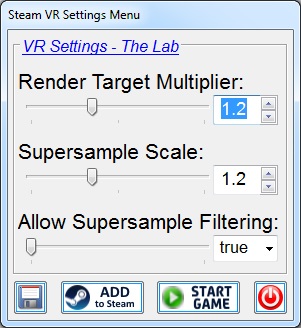 Steam VR Settings Menu
VR Settings - The Lab
Render Target Multiplier:
1.2
Supersample Scale:
1.2
Allow Supersample Filtering:
true
ADD
to Steam
START
GAME